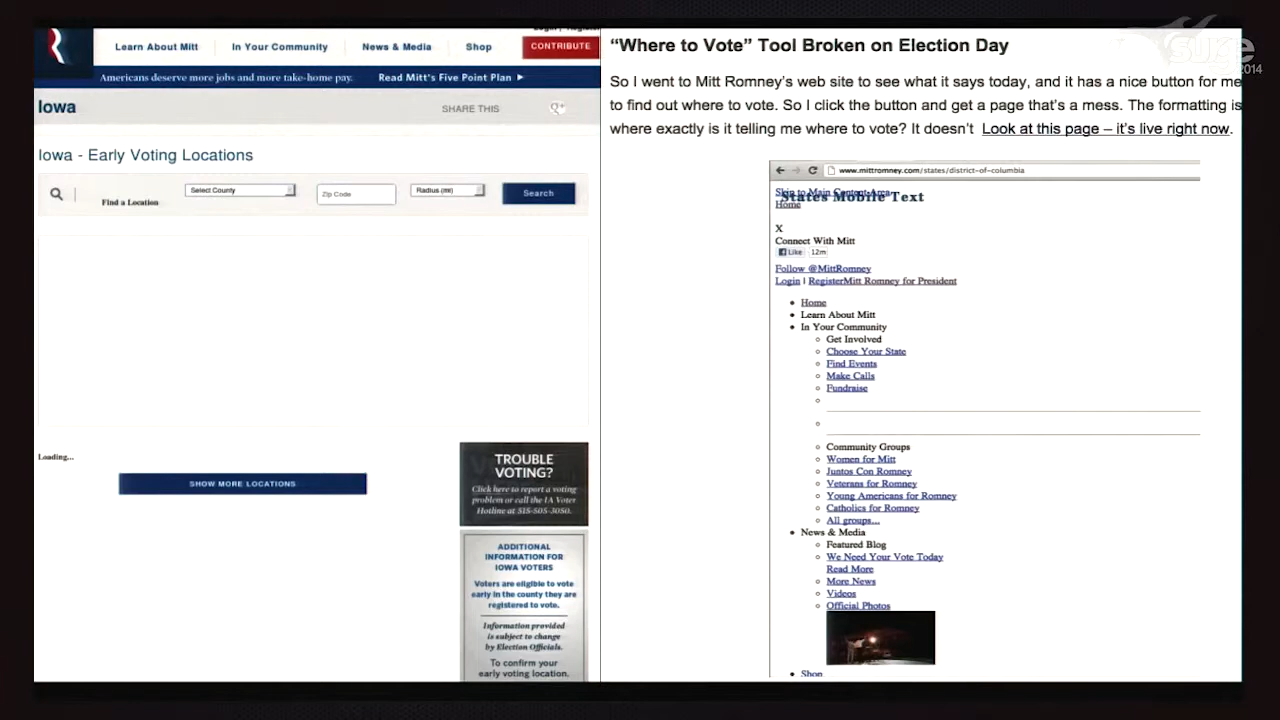 Learn About Mitt In Your Community News & Media Shop CONTRIBUTE
Americans deserve more jobs and more take-home pay. Read Mitt's Five Point Plan
Iowa SHARE THIS g+
Iowa - Early Voting Locations
Find a Location Select County Zip Code Radius (mi) Search
Loading...
SHOW MORE LOCATIONS
TROUBLE
VOTING?
Click here to report a voting
problem or call the IA Voter
Hotline at 515-505-3080.
ADDITIONAL
INFORMATION FOR
IOWA VOTERS
Voters are eligible to vote
early in the county they are
registered to vote.
Information provided
is subject to change
by Election Officials.
To confirm your
early voting location.
“Where to Vote” Tool Broken on Election Day
So I went to Mitt Romney’s web site to see what it says today, and it has a nice button for me
to find out where to vote. So I click the button and get a page that’s a mess. The formatting is
where exactly is it telling me where to vote? It doesn’t Look at this page – it’s live right now.
www.mittromney.com/states/district-of-columbia
Skip to Main Content Area
States Mobile Text
Home
X
Connect With Mitt
Like 12m
Follow @MittRomney
Login | RegisterMitt Romney for President
Home
Learn About Mitt
In Your Community
Get Involved
Choose Your State
Find Events
Make Calls
Fundraise
Community Groups
Women for Mitt
Juntos Con Romney
Veterans for Romney
Young Americans for Romney
Catholics for Romney
All groups...
News & Media
Featured Blog
We Need Your Vote Today
Read More
More News
Videos
Official Photos
Shop
surge
2014